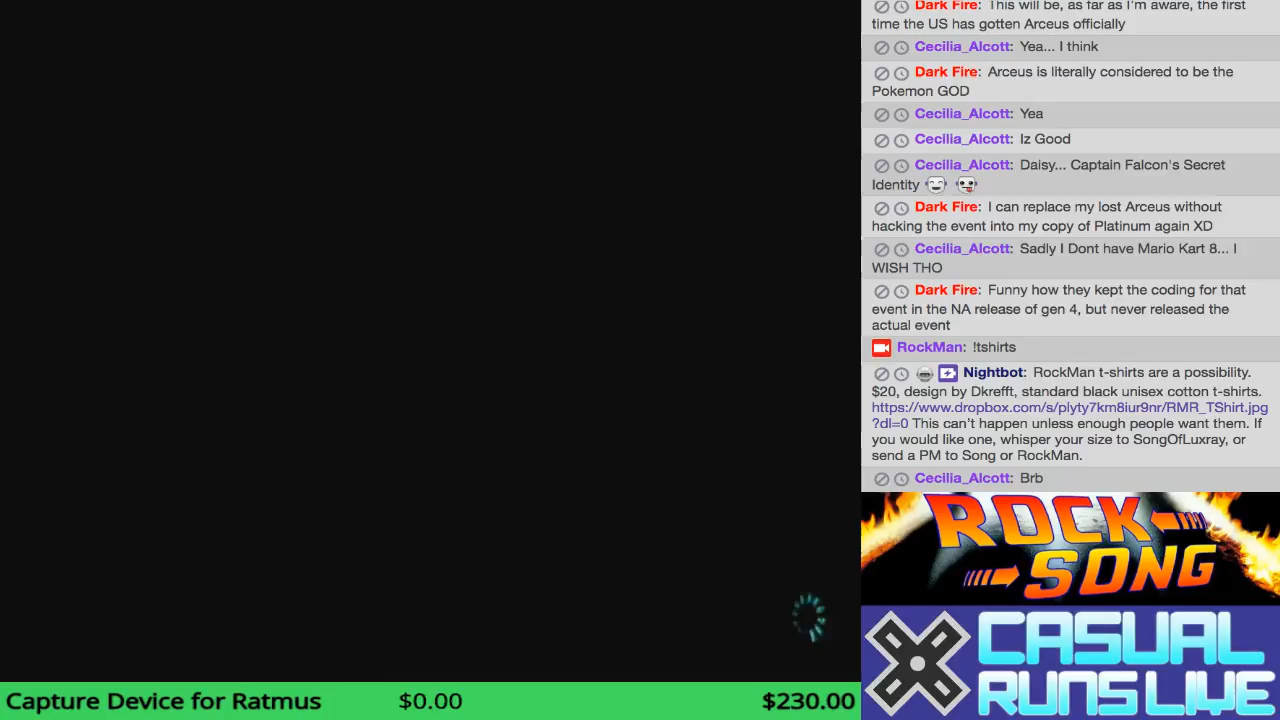 Dark Fire: This will be, as far as I'm aware, the first
time the US has gotten Arceus officially
Cecilia_Alcott: Yea... I think
Dark Fire: Arceus is literally considered to be the
Pokemon GOD
Cecilia_Alcott: Yea
Cecilia_Alcott: Iz Good
Cecilia_Alcott: Daisy... Captain Falcon's Secret
Identity
Dark Fire: I can replace my lost Arceus without
hacking the event into my copy of Platinum again XD
Cecilia_Alcott: Sadly I Dont have Mario Kart 8... I
WISH THO
Dark Fire: Funny how they kept the coding for that
event in the NA release of gen 4, but never released the
actual event
RockMan: !tshirts
Nightbot: RockMan t-shirts are a possibility.
$20, design by Dkrefft, standard black unisex cotton t-shirts.
https://www.dropbox.com/s/plyty7km8iur9nr/RMR_TShirt.jpg
?dl=0 This can't happen unless enough people want them. If
you would like one, whisper your size to SongOfLuxray, or
send a PM to Song or RockMan.
Cecilia_Alcott: Brb
ROCK
SONG
CASUAL
RUNS LIVE
Capture Device for Ratmus $0.00 $230.00